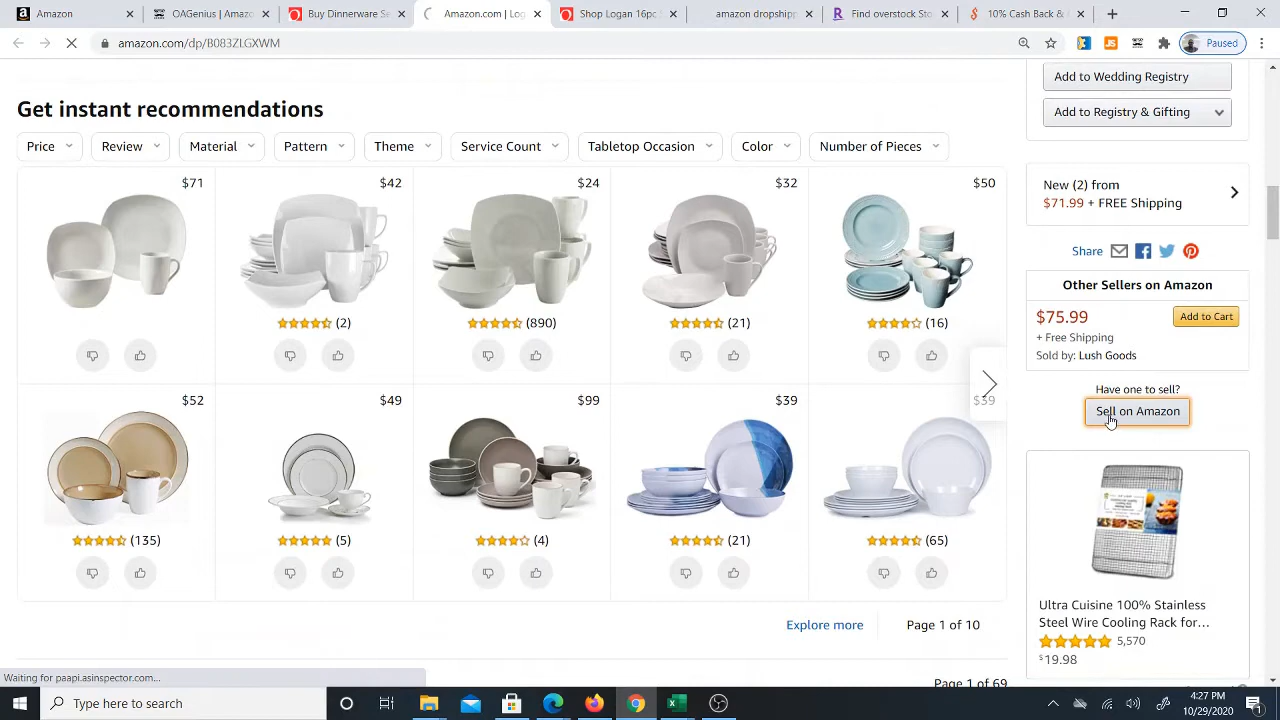 Amazon
OAGenius | Amazo
Buy Dinnerware Se
Amazon.com | Log
Shop Logan 16pc
amazon dropshipp
Find overstock Sto
1% Cash Back &
amazon.com/dp/B083ZLGXWM
Paused
Get instant recommendations
Price
Review
Material
Pattern
Theme
Service Count
Tabletop Occasion
Color
Number of Pieces
$71
$42
$24
$32
$50
(2)
(890)
(21)
(16)
$52
$49
$99
$39
$39
(135)
(5)
(4)
(21)
(65)
Explore more
Page 1 of 10
Page 1 of 69
Add to Wedding Registry
Add to Registry & Gifting
New (2) from
$71.99 + FREE Shipping
Share
Other Sellers on Amazon
$75.99
Add to Cart
+ Free Shipping
Sold by: Lush Goods
Have one to sell?
Sell on Amazon
Ultra Cuisine 100% Stainless
Steel Wire Cooling Rack for...
5,570
$19.98
Waiting for paapi.asinspector.com...
Type here to search
4:27 PM
10/29/2020